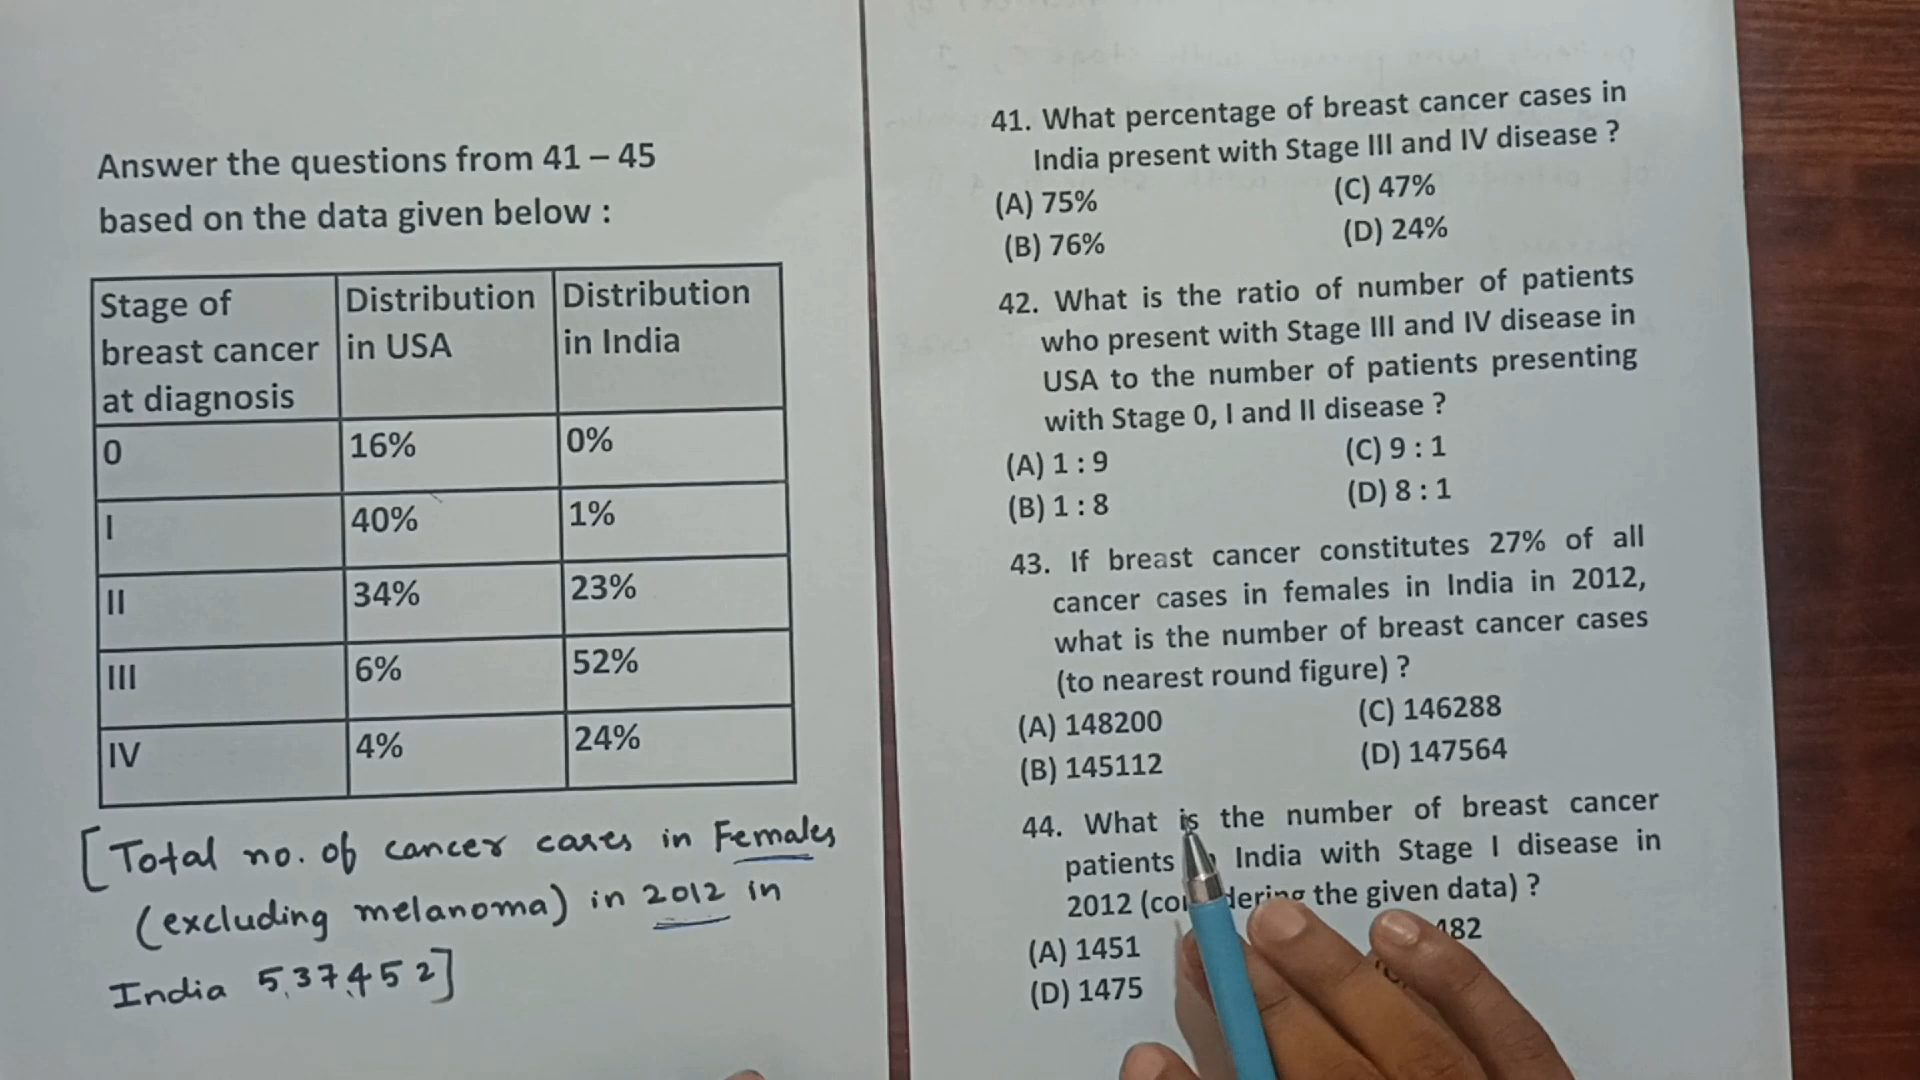 Answer the questions from 41 – 45
based on the data given below :
Stage of breast cancer at diagnosis Distribution in USA Distribution in India
0 16% 0%
I 40% 1%
II 34% 23%
III 6% 52%
IV 4% 24%
[Total no. of cancer cases in Females
(excluding melanoma) in 2012 in
India 5,37,452]
41. What percentage of breast cancer cases in
India present with Stage III and IV disease ?
(A) 75% (C) 47%
(B) 76% (D) 24%
42. What is the ratio of number of patients
who present with Stage III and IV disease in
USA to the number of patients presenting
with Stage 0, I and II disease ?
(A) 1 : 9 (C) 9 : 1
(B) 1 : 8 (D) 8 : 1
43. If breast cancer constitutes 27% of all
cancer cases in females in India in 2012,
what is the number of breast cancer cases
(to nearest round figure) ?
(A) 148200 (C) 146288
(B) 145112 (D) 147564
44. What is the number of breast cancer
patients India with Stage I disease in
2012 the given data) ?
(A) 1451
(D) 1475